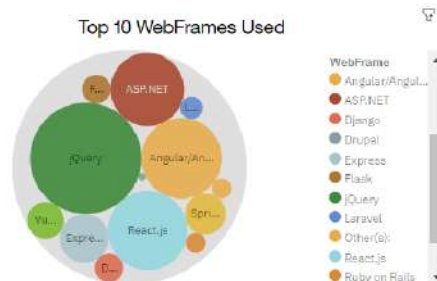 Top 10 WebFrames Used
F...
ASP.NET
L...
jQuery
Angular/An...
Vu...
Expre...
React.js
Spri...
D...
WebFrame
Angular/Angul...
ASP.NET
Django
Drupal
Express
Flask
jQuery
Laravel
Other(s):
React.js
Ruby on Rails